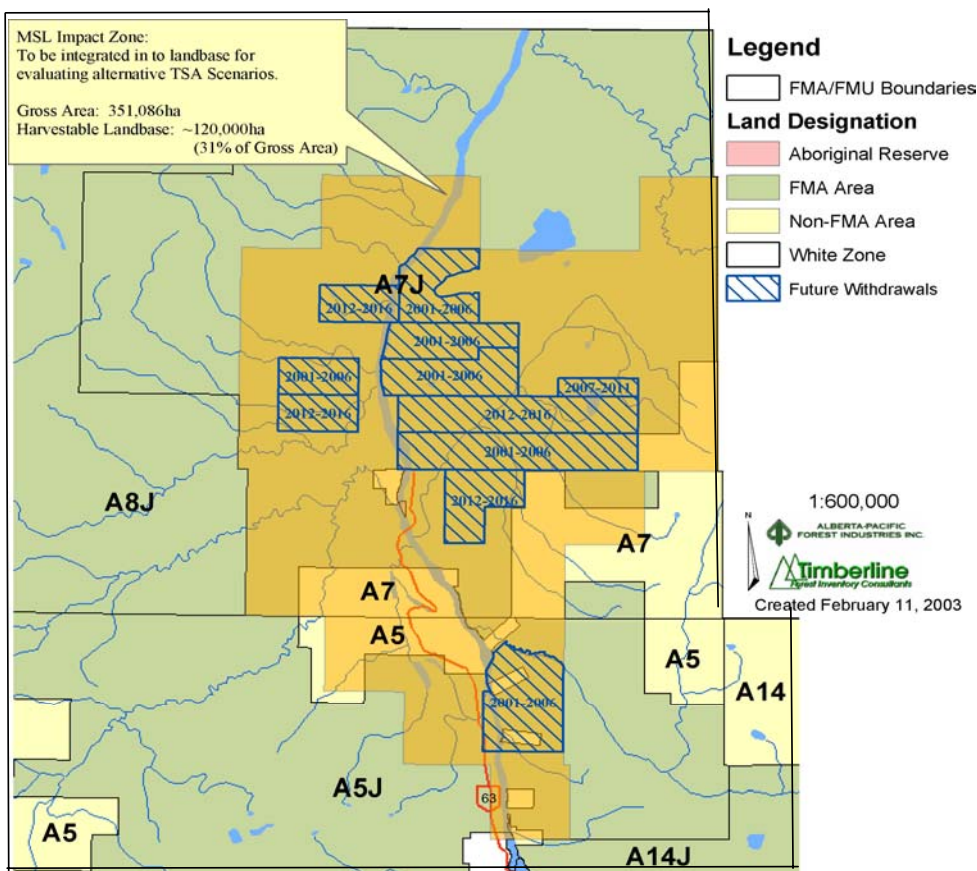 MSL Impact Zone:
To be integrated in to landbase for
evaluating alternative TSA Scenarios.
Gross Area: 351,086ha
Harvestable Landbase: ~120,000ha
(31% of Gross Area)
Legend
FMA/FMU Boundaries
Land Designation
Aboriginal Reserve
FMA Area
Non-FMA Area
White Zone
Future Withdrawals
A7J
2012-2016
2001-2006
2001-2006
2001-2006
2001-2006
2007-2011
2012-2016
2012-2016
2001-2006
2012-2016
A8J
A7
A7
A5
A5
A14
2001-2006
A5J
63
A5
A14J
1:600,000
N
ALBERTA-PACIFIC
FOREST INDUSTRIES INC.
Timberline
Forest Inventory Consultants
Created February 11, 2003